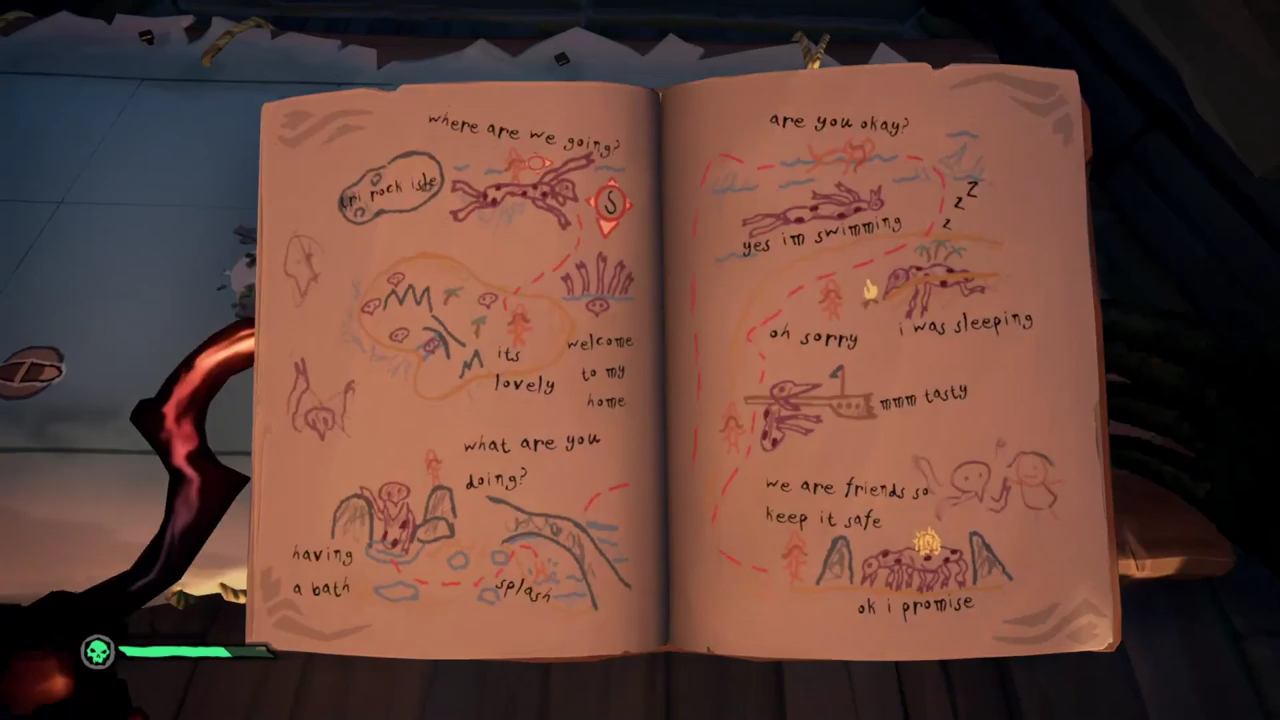 where are we going?
tri rock isle
S
its
lovely
welcome
to my
home
what are you
doing?
having
a bath
splash
are you okay?
z
z
z
yes im swimming
oh sorry
i was sleeping
mmm tasty
we are friends so
keep it safe
ok i promise